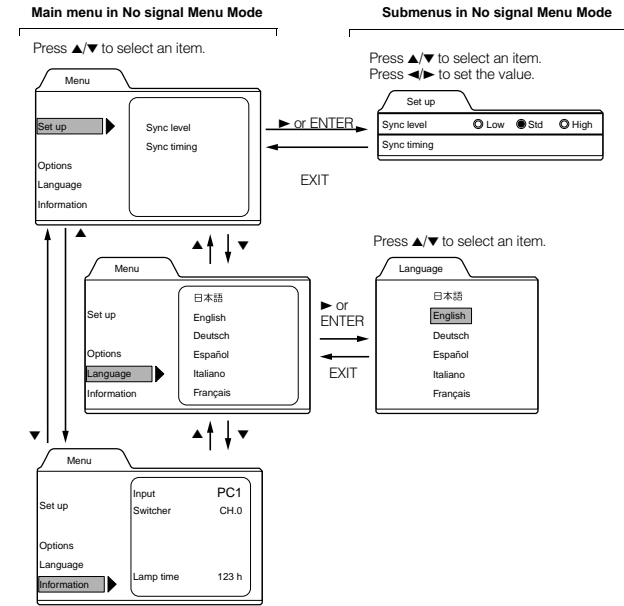 Main menu in No signal Menu Mode
Submenus in No signal Menu Mode
Press ▲/▼ to select an item.
Press ▲/▼ to select an item.
Press ◄/► to set the value.
Menu
Set up
Sync level
Sync timing
Options
Language
Information
► or ENTER
EXIT
Set up
Sync level Low Std High
Sync timing
▲
▲ ▼
Menu
Set up
Options
Language
Information
日本語
English
Deutsch
Español
Italiano
Français
► or
ENTER
EXIT
Press ▲/▼ to select an item.
Language
日本語
English
Deutsch
Español
Italiano
Français
▼
▲ ▼
Menu
Set up
Options
Language
Information
Input PC1
Switcher CH.0
Lamp time 123 h